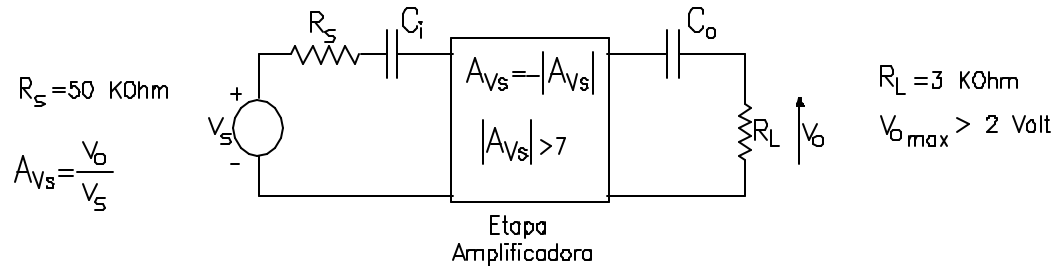 R_s=50 KOhm
A_Vs=V_o/V_s
+
V_s
-
R_s
C_i
A_Vs=-|A_Vs|
|A_Vs|>7
Etapa
Amplificadora
C_o
R_L
V_o
R_L=3 KOhm
V_o max > 2 Volt